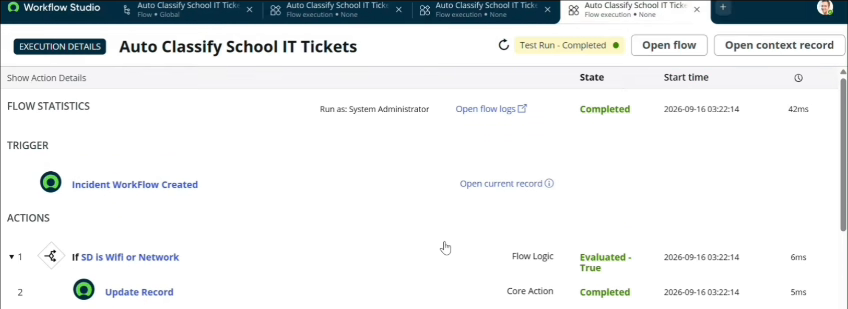 Workflow Studio
Auto Classify School IT Ticke
Flow • Global
Auto Classify School IT Ticke
Flow execution • None
Auto Classify School IT Ticke
Flow execution • None
Auto Classify School IT Ticke
Flow execution • None
EXECUTION DETAILS Auto Classify School IT Tickets Test Run - Completed Open flow Open context record
Show Action Details State Start time
FLOW STATISTICS Run as: System Administrator Open flow logs Completed 2026-09-16 03:22:14 42ms
TRIGGER
Incident WorkFlow Created Open current record
ACTIONS
1 If SD is Wifi or Network Flow Logic Evaluated - True 2026-09-16 03:22:14 6ms
2 Update Record Core Action Completed 2026-09-16 03:22:14 5ms